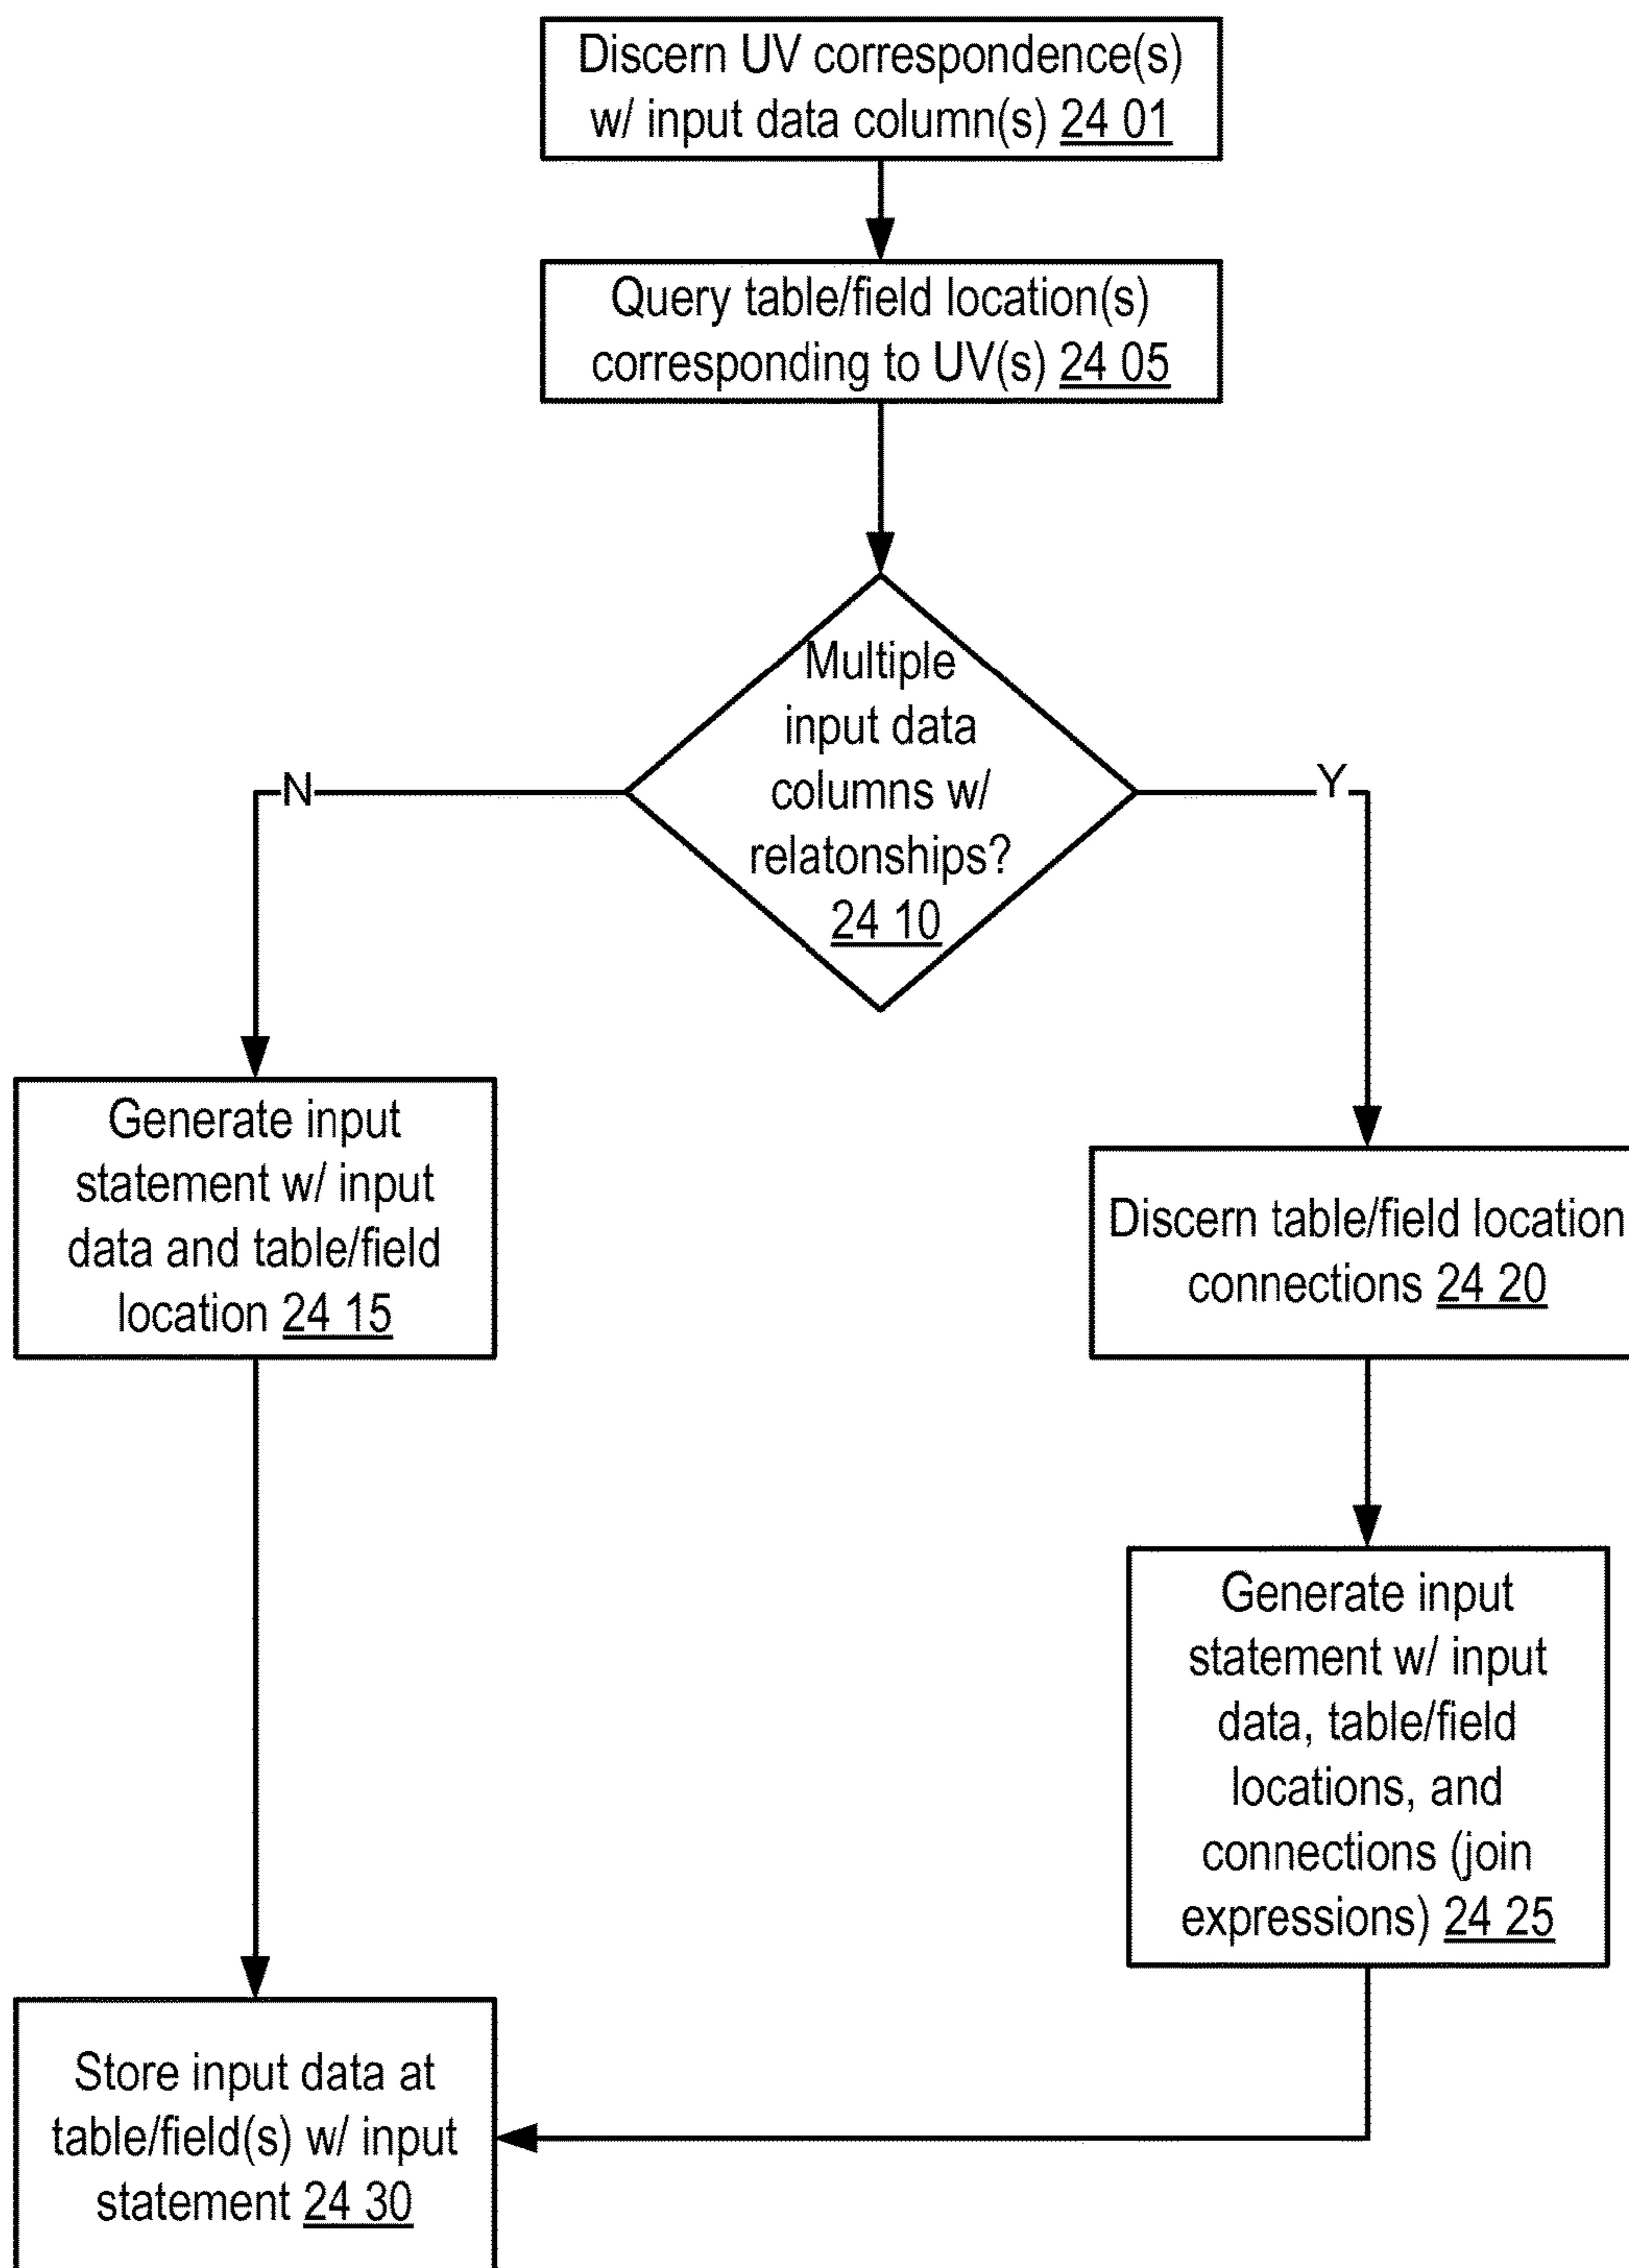 Discern UV correspondence(s)
w/ input data column(s) 24 01
Query table/field location(s)
corresponding to UV(s) 24 05
Multiple
input data
columns w/
relatonships?
24 10
N
Y
Generate input
statement w/ input
data and table/field
location 24 15
Discern table/field location
connections 24 20
Generate input
statement w/ input
data, table/field
locations, and
connections (join
expressions) 24 25
Store input data at
table/field(s) w/ input
statement 24 30